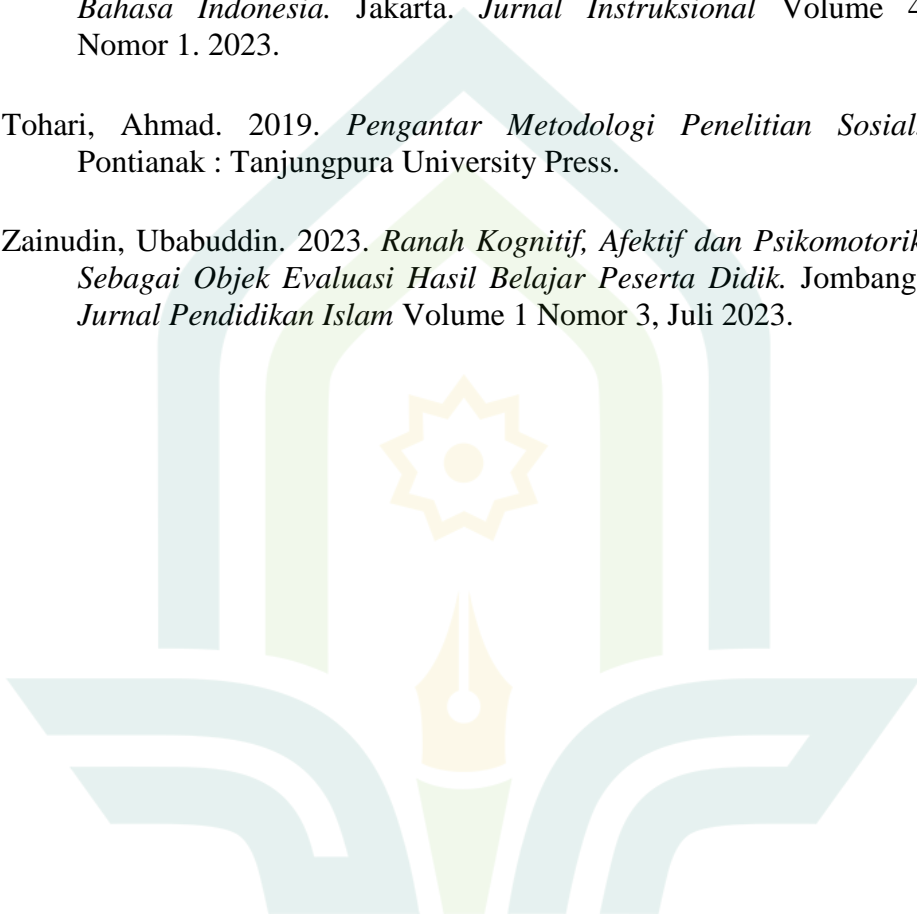 Bahasa Indonesia. Jakarta. Jurnal Instruksional Volume 4
Nomor 1. 2023.
Tohari, Ahmad. 2019. Pengantar Metodologi Penelitian Sosial.
Pontianak : Tanjungpura University Press.
Zainudin, Ubabuddin. 2023. Ranah Kognitif, Afektif dan Psikomotorik
Sebagai Objek Evaluasi Hasil Belajar Peserta Didik. Jombang.
Jurnal Pendidikan Islam Volume 1 Nomor 3, Juli 2023.